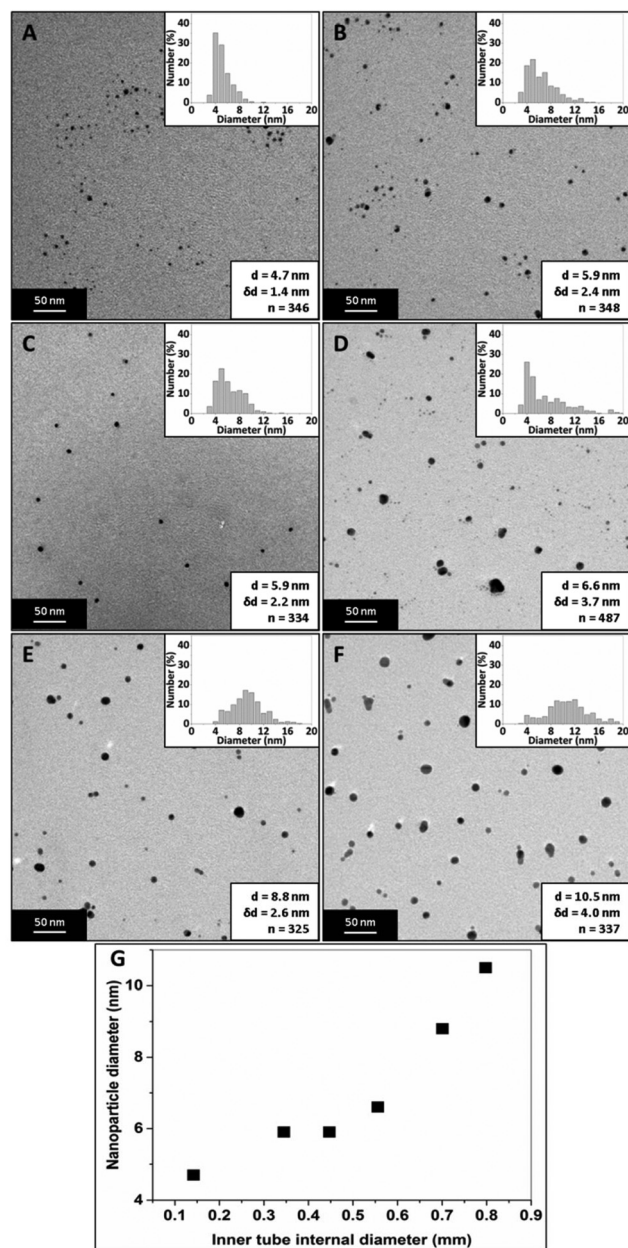 A
Number (%)
40
30
20
10
0
4 8 12 16 20
Diameter (nm)
d = 4.7 nm
δd = 1.4 nm
n = 346
50 nm
B
Number (%)
40
30
20
10
0
4 8 12 16 20
Diameter (nm)
d = 5.9 nm
δd = 2.4 nm
n = 348
50 nm
C
Number (%)
40
30
20
10
0
4 8 12 16 20
Diameter (nm)
d = 5.9 nm
δd = 2.2 nm
n = 334
50 nm
D
Number (%)
40
30
20
10
0
4 8 12 16 20
Diameter (nm)
d = 6.6 nm
δd = 3.7 nm
n = 487
50 nm
E
Number (%)
40
30
20
10
0
4 8 12 16 20
Diameter (nm)
d = 8.8 nm
δd = 2.6 nm
n = 325
50 nm
F
Number (%)
40
30
20
10
0
4 8 12 16 20
Diameter (nm)
d = 10.5 nm
δd = 4.0 nm
n = 337
50 nm
G
Nanoparticle diameter (nm)
10
8
6
4
0.1 0.2 0.3 0.4 0.5 0.6 0.7 0.8 0.9
Inner tube internal diameter (mm)